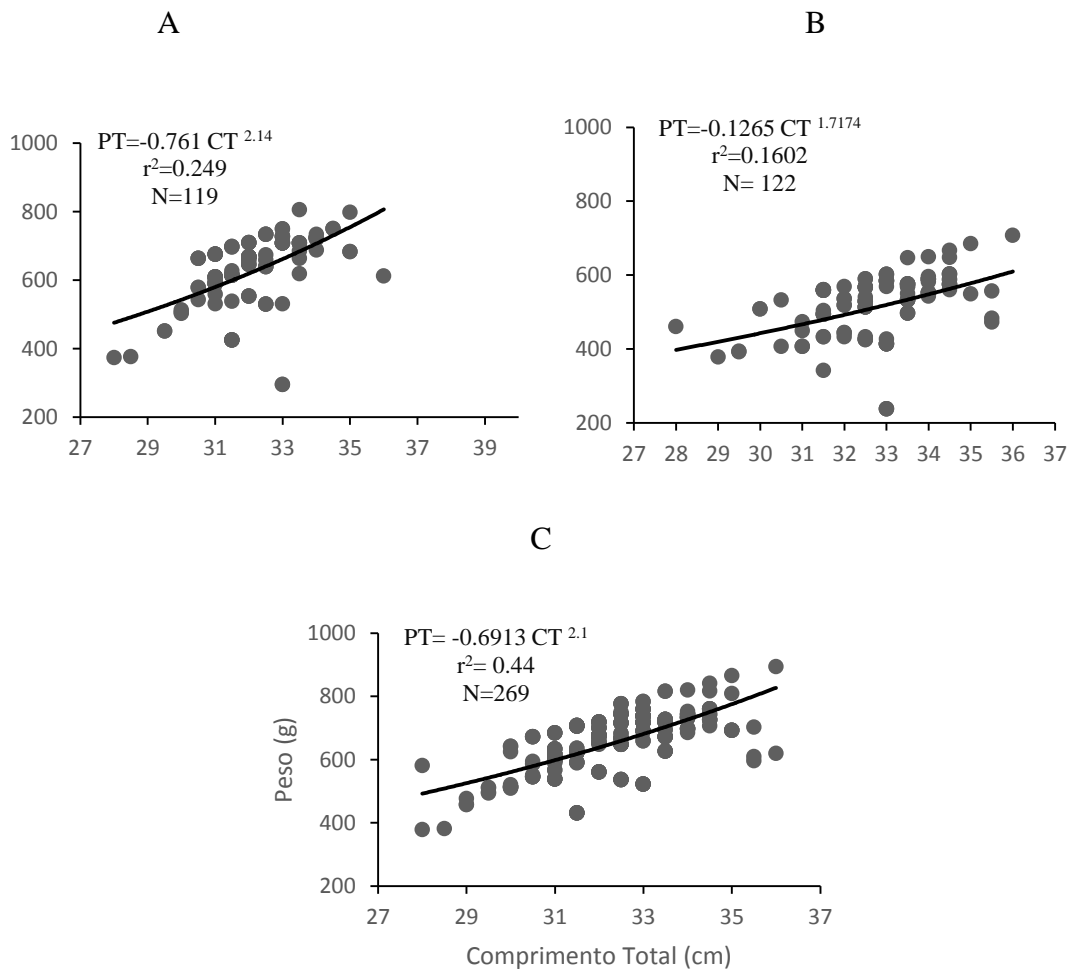 A
PT=-0.761 CT 2.14
r2=0.249
N=119
1000
800
600
400
200
27 29 31 33 35 37 39
B
PT=-0.1265 CT 1.7174
r2=0.1602
N= 122
1000
800
600
400
200
27 28 29 30 31 32 33 34 35 36 37
C
PT= -0.6913 CT 2.1
r2= 0.44
N=269
Peso (g)
1000
800
600
400
200
27 29 31 33 35 37
Comprimento Total (cm)